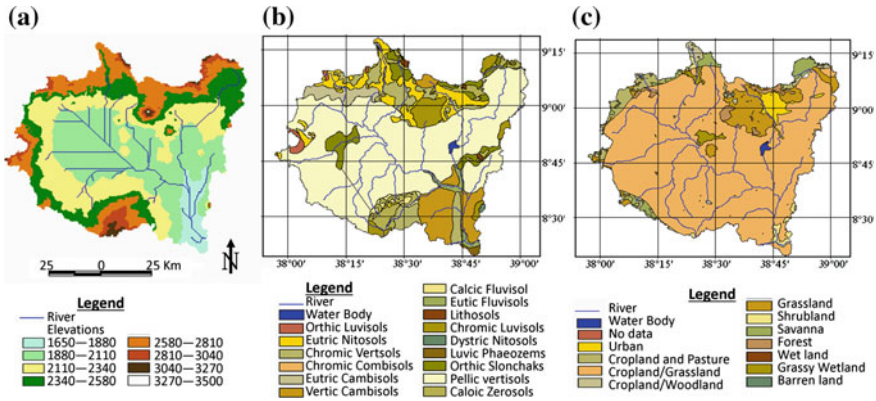 (a)
25 0 25 Km
N
Legend
River
Elevations
1650—1880
1880—2110
2110—2340
2340—2580
2580—2810
2810—3040
3040—3270
3270—3500
(b)
9°15'
9°00'
8°45'
8°30'
38°00' 38°15' 38°30' 38°45' 39°00'
Legend
River
Water Body
Orthic Luvisols
Eutric Nitosols
Chromic Vertsols
Chromic Combisols
Eutric Cambisols
Vertic Cambisols
Calcic Fluvisol
Eutic Fluvisols
Lithosols
Chromic Luvisols
Dystric Nitosols
Luvic Phaeozems
Orthic Slonchaks
Pellic vertisols
Caloic Zerosols
(c)
9°15'
9°00'
8°45'
8°30'
38°00' 38°15' 38°30' 38°45' 39°00'
Legend
River
Water Body
No data
Urban
Cropland and Pasture
Cropland/Grassland
Cropland/Woodland
Grassland
Shrubland
Savanna
Forest
Wet land
Grassy Wetland
Barren land